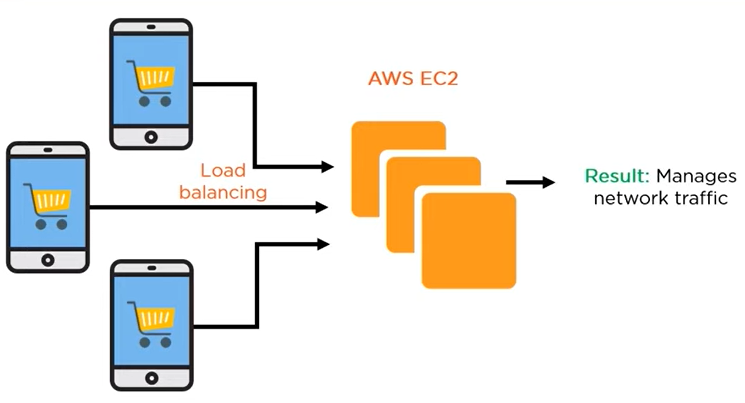 AWS EC2
Load
balancing
Result: Manages
network traffic